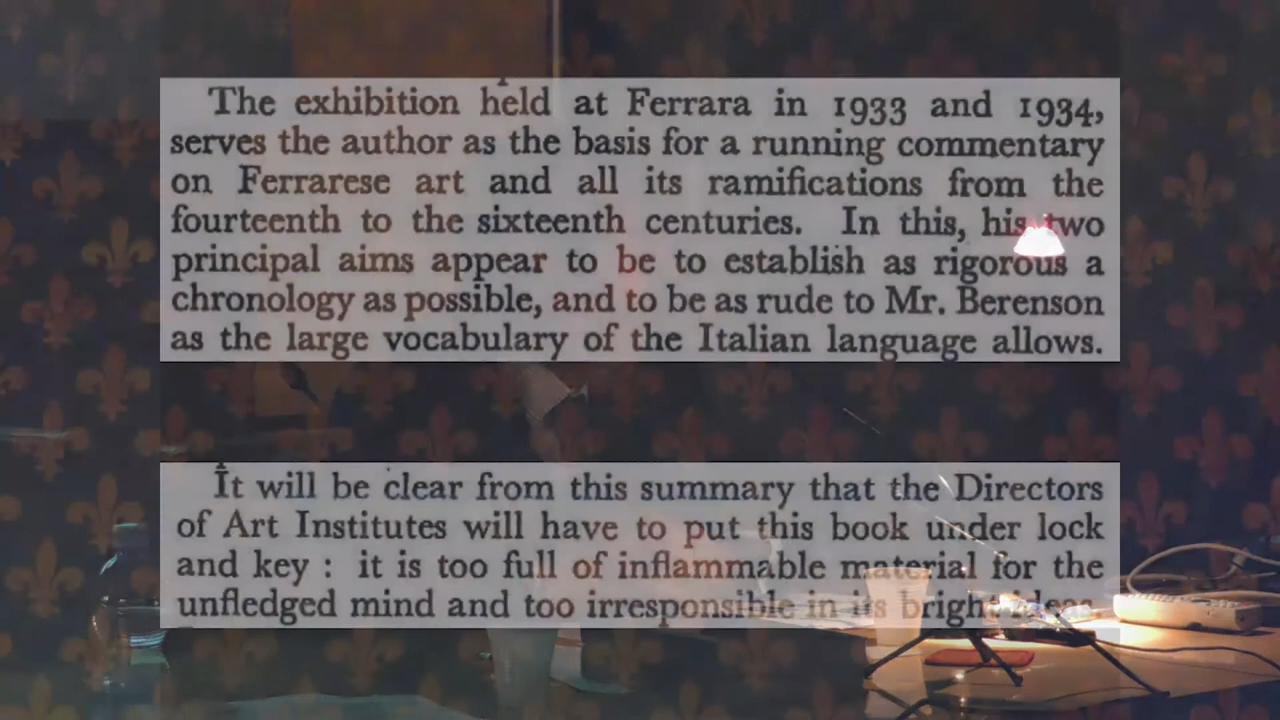 The exhibition held at Ferrara in 1933 and 1934,
serves the author as the basis for a running commentary
on Ferrarese art and all its ramifications from the
fourteenth to the sixteenth centuries. In this, his two
principal aims appear to be to establish as rigorous a
chronology as possible, and to be as rude to Mr. Berenson
as the large vocabulary of the Italian language allows.
It will be clear from this summary that the Directors
of Art Institutes will have to put this book under lock
and key : it is too full of inflammable material for the
unfledged mind and too irresponsible in its bright ideas.